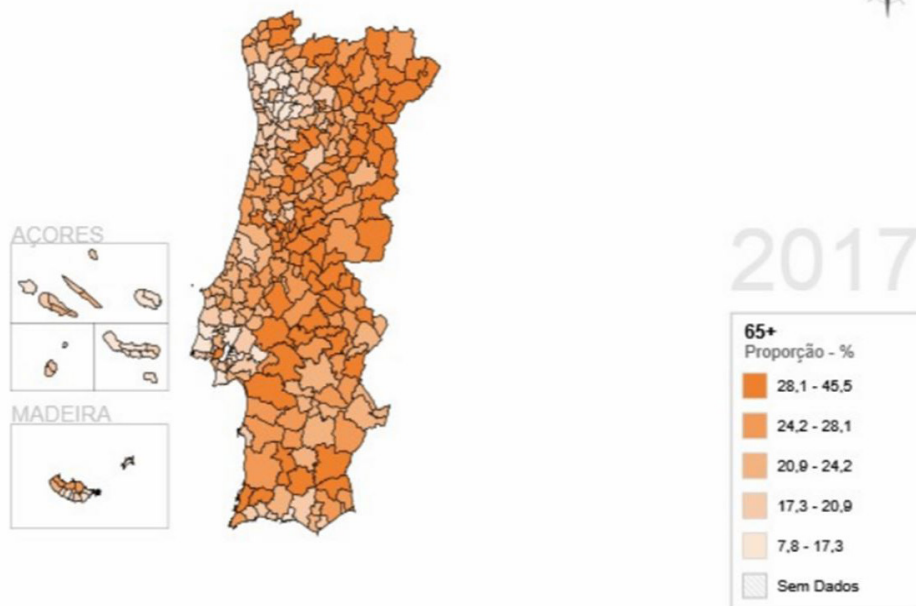 AÇORES
MADEIRA
2017
65+
Proporção - %
28,1 - 45,5
24,2 - 28,1
20,9 - 24,2
17,3 - 20,9
7,8 - 17,3
Sem Dados